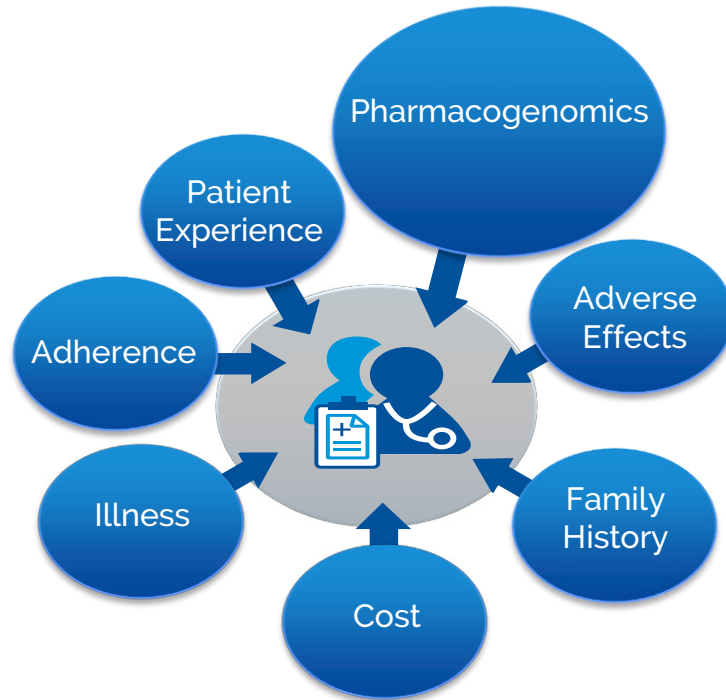 Pharmacogenomics
Patient
Experience
Adverse
Effects
Adherence
Illness
Family
History
Cost